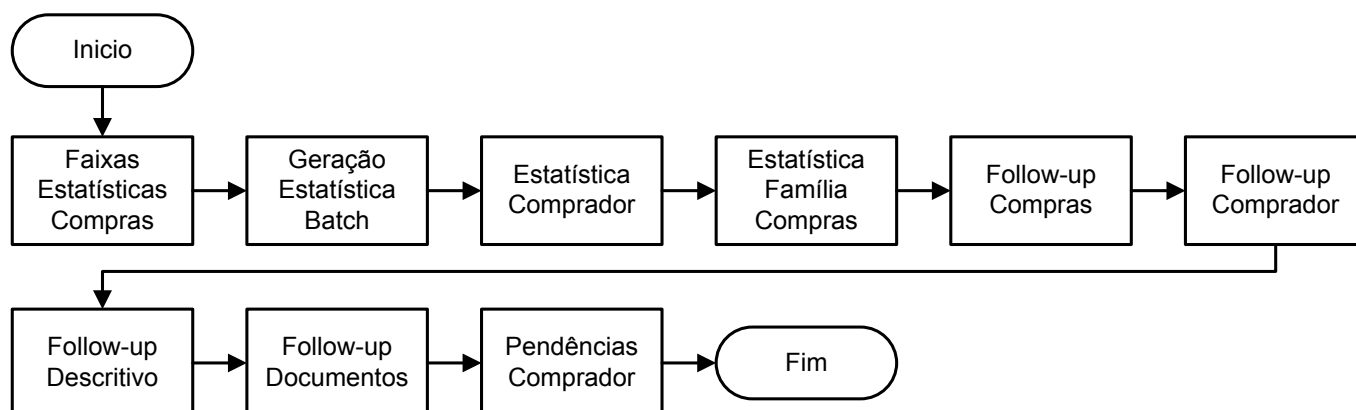 Inicio
Faixas
Estatísticas
Compras
Geração
Estatística
Batch
Estatística
Comprador
Estatística
Família
Compras
Follow-up
Compras
Follow-up
Comprador
Follow-up
Descritivo
Follow-up
Documentos
Pendências
Comprador
Fim